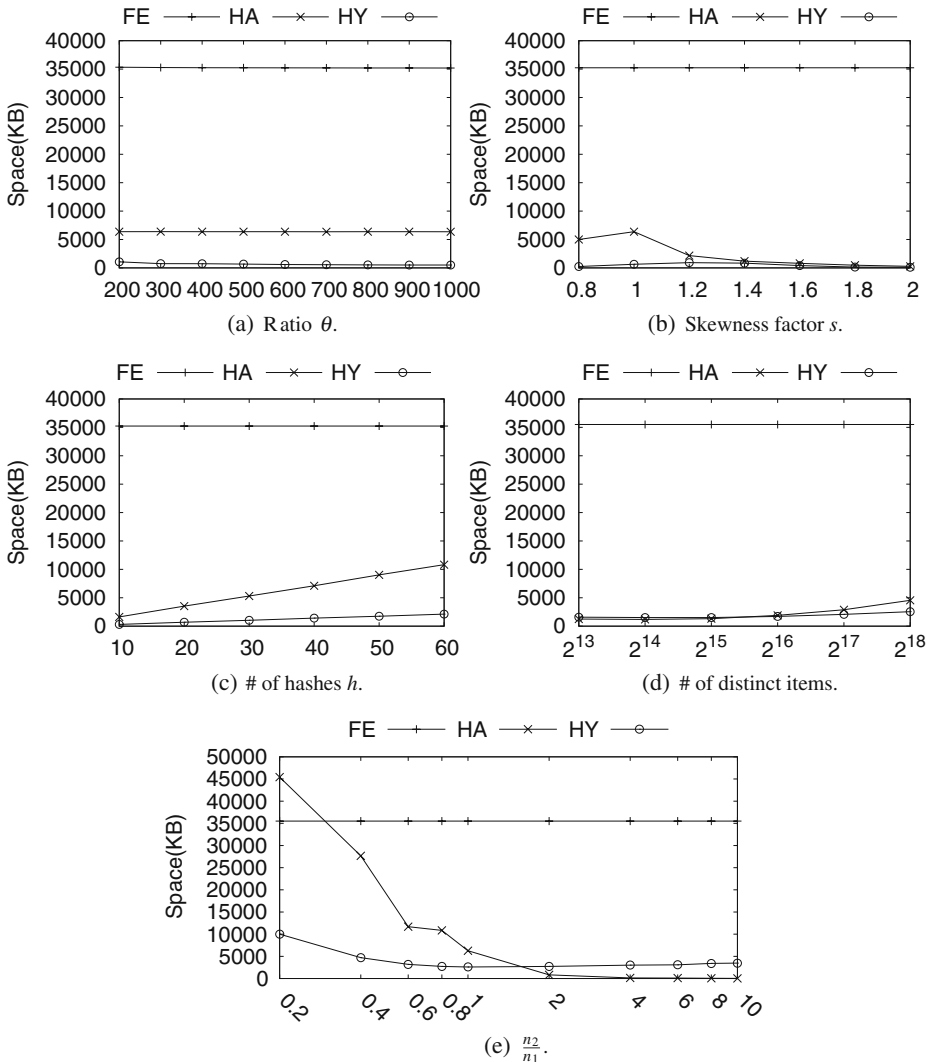 FE HA HY
FE HA HY
40000
35000
30000
25000
20000
15000
10000
5000
0
Space(KB)
200 300 400 500 600 700 800 900 1000
(a) Ratio θ.
40000
35000
30000
25000
20000
15000
10000
5000
0
Space(KB)
0.8 1 1.2 1.4 1.6 1.8 2
(b) Skewness factor s.
FE HA HY
FE HA HY
40000
35000
30000
25000
20000
15000
10000
5000
0
Space(KB)
10 20 30 40 50 60
(c) # of hashes h.
40000
35000
30000
25000
20000
15000
10000
5000
0
Space(KB)
2^13 2^14 2^15 2^16 2^17 2^18
(d) # of distinct items.
FE HA HY
50000
45000
40000
35000
30000
25000
20000
15000
10000
5000
0
Space(KB)
0.2 0.4 0.6 0.8 1 2 4 6 8 10
(e) n2/n1.